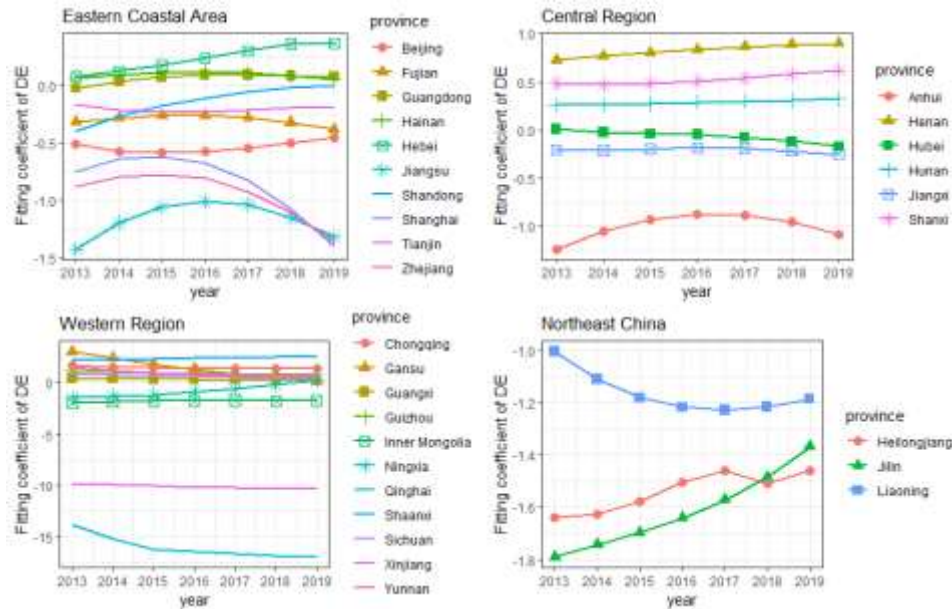 Eastern Coastal Area
Fitting coefficient of DE
0.0
-0.5
-1.0
-1.5
2013 2014 2015 2016 2017 2018 2019
year
province
Beijing
Fujian
Guangdong
Hainan
Hebei
Jiangsu
Shandong
Shanghai
Tianjin
Zhejiang
Central Region
Fitting coefficient of DE
1.0
0.5
0.0
-0.5
-1.0
2013 2014 2015 2016 2017 2018 2019
year
province
Anhui
Henan
Hubei
Hunan
Jiangxi
Shanxi
Western Region
Fitting coefficient of DE
0
-5
-10
-15
2013 2014 2015 2016 2017 2018 2019
year
province
Chongqing
Gansu
Guangxi
Guizhou
Inner Mongolia
Ningxia
Qinghai
Shaanxi
Sichuan
Xinjiang
Yunnan
Northeast China
Fitting coefficient of DE
-1.0
-1.2
-1.4
-1.6
-1.8
2013 2014 2015 2016 2017 2018 2019
year
province
Heilongjiang
Jilin
Liaoning